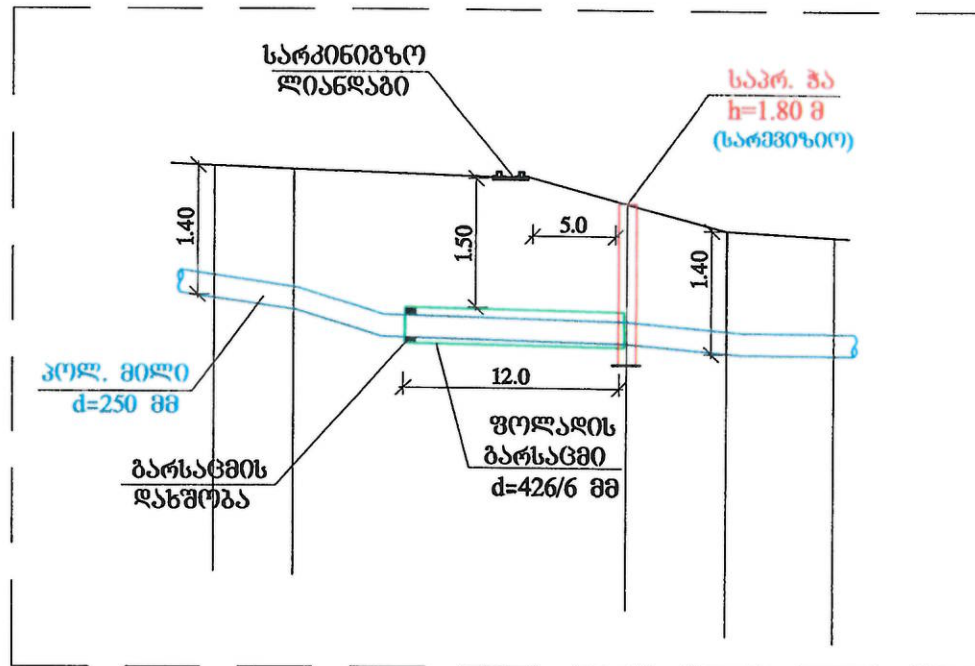 სარკინიგზო
ლიანდაგი
საპრ. ჭა
h=1.80 მ
(სარევიზიო)
1.40
1.50
5.0
1.40
12.0
პოლ. მილი
d=250 მმ
ფოლადის
გარსაცმი
d=426/6 მმ
გარსაცმის
დახშობა